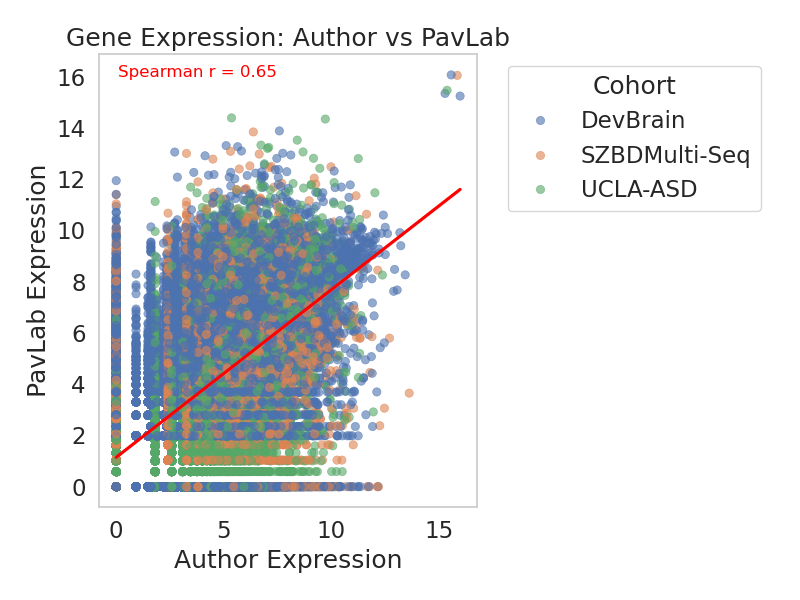 Gene Expression: Author vs PavLab
Spearman r = 0.65
16
14
12
10
8
6
4
2
0
PavLab Expression
0 5 10 15
Author Expression
Cohort
DevBrain
SZBDMulti-Seq
UCLA-ASD